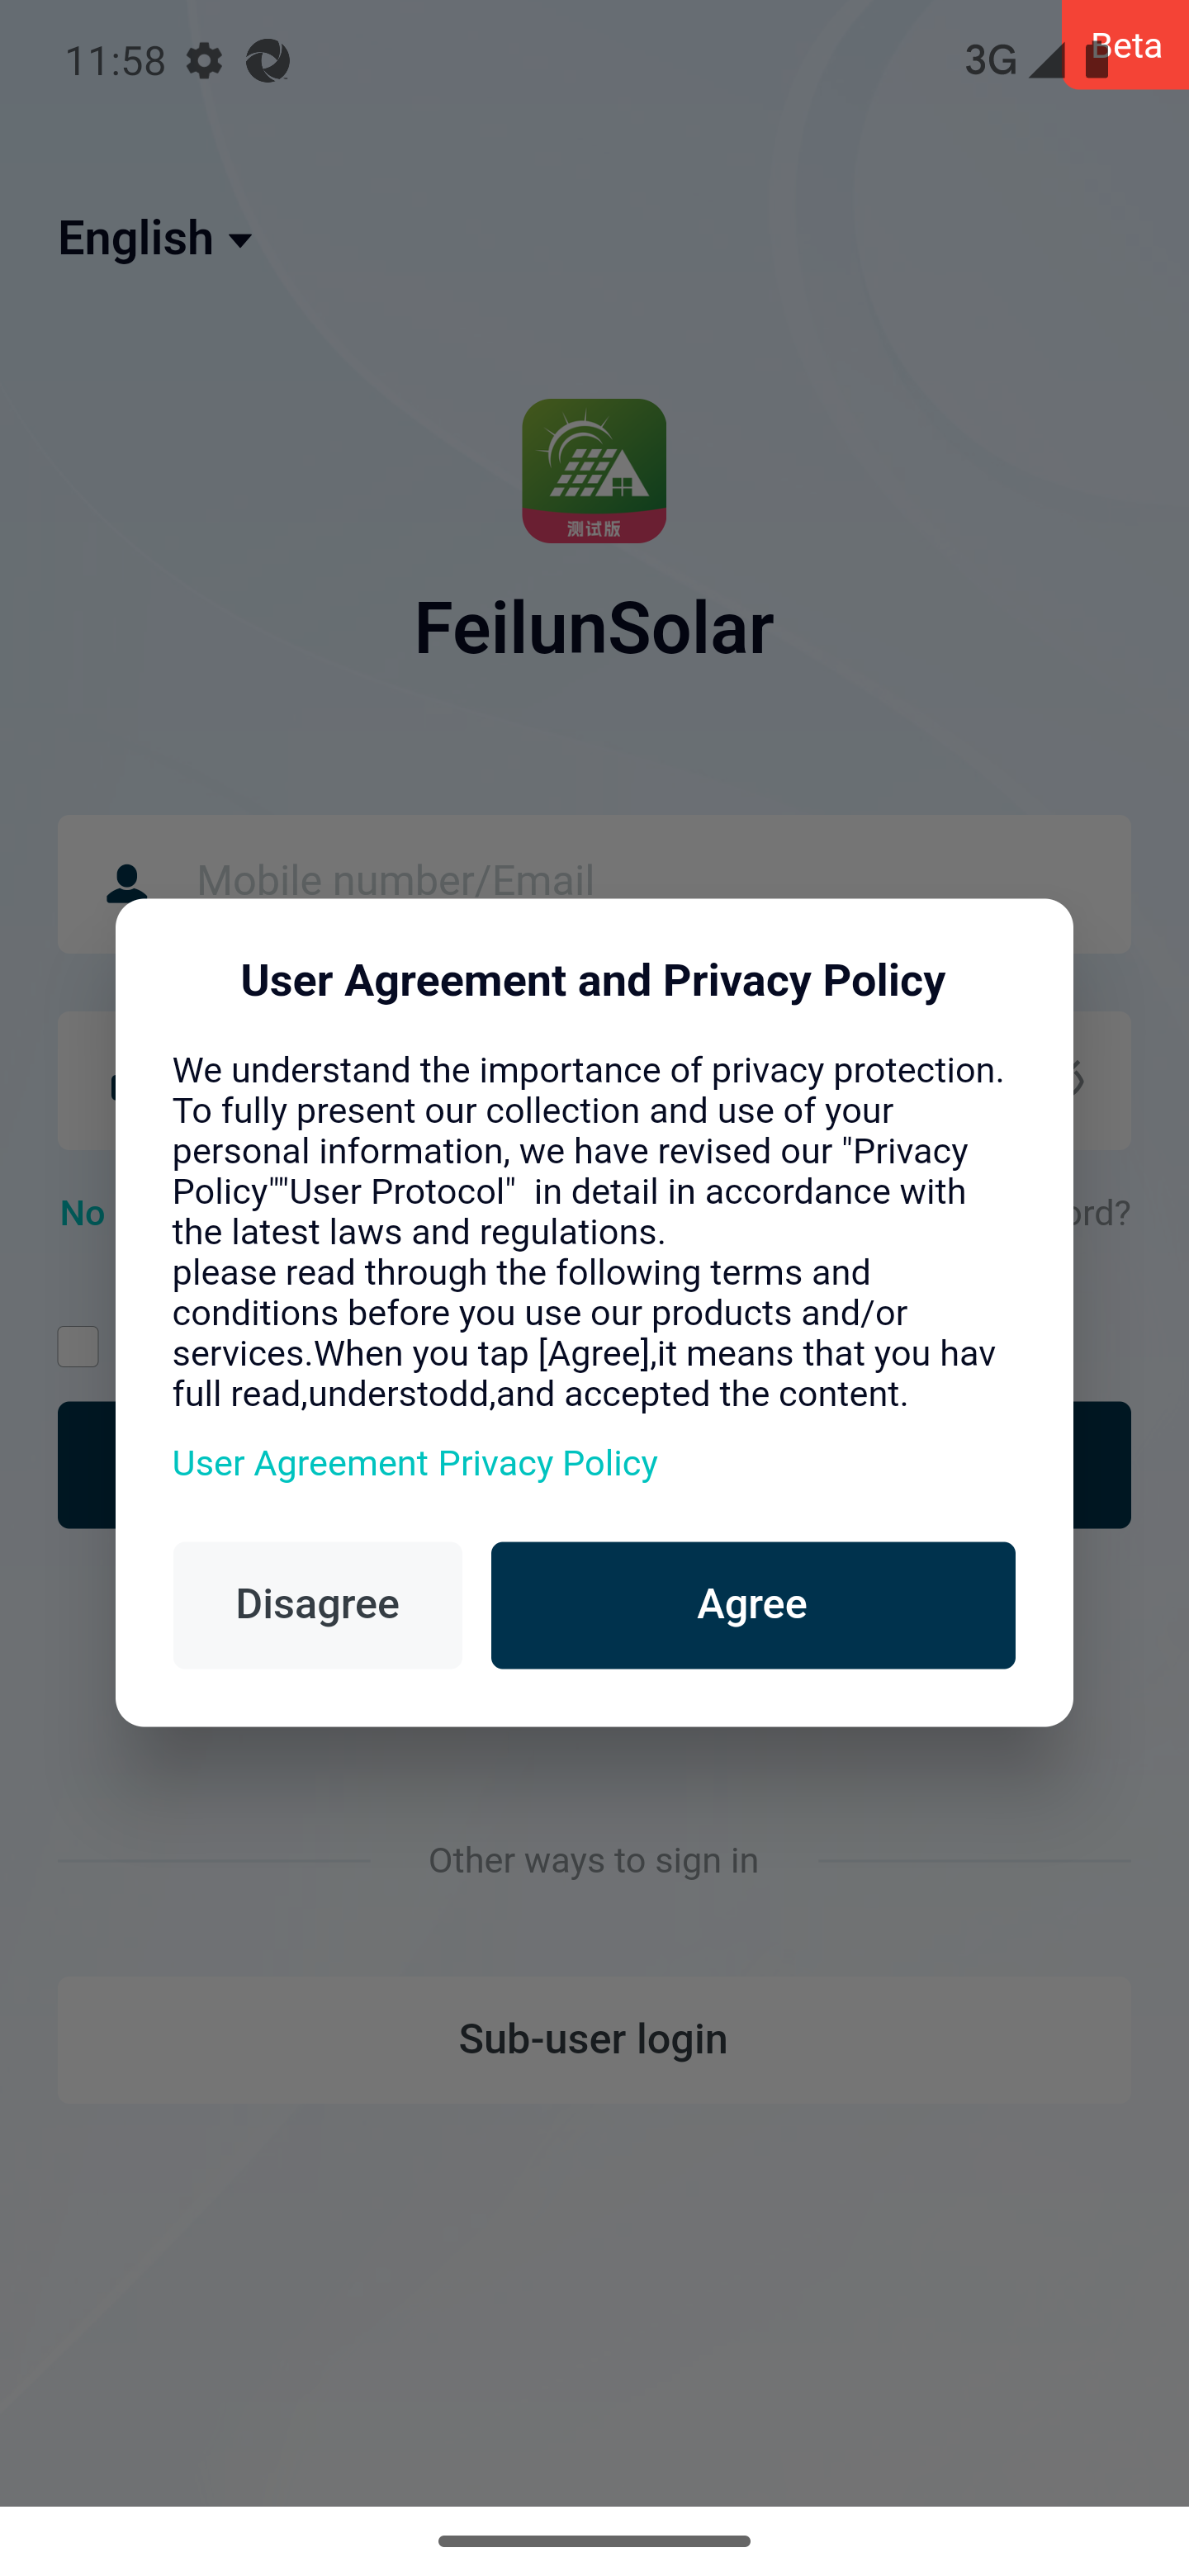 11:58
3G
Beta
English
测试版
FeilunSolar
Mobile number/Email
User Agreement and Privacy Policy
We understand the importance of privacy protection.
To fully present our collection and use of your
personal information, we have revised our "Privacy
Policy""User Protocol"  in detail in accordance with
the latest laws and regulations.
please read through the following terms and
conditions before you use our products and/or
services.When you tap [Agree],it means that you hav
full read,understodd,and accepted the content.
No
ord?
User Agreement Privacy Policy
Disagree
Agree
Other ways to sign in
Sub-user login